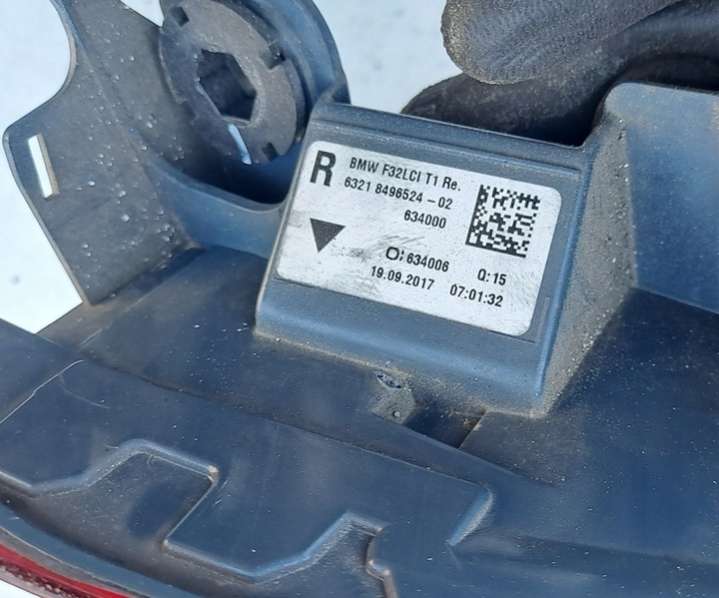 R
BMW F32LCI T1 Re.
6321 8496524-02
634000
O: 634006 Q: 15
19.09.2017 07:01:32